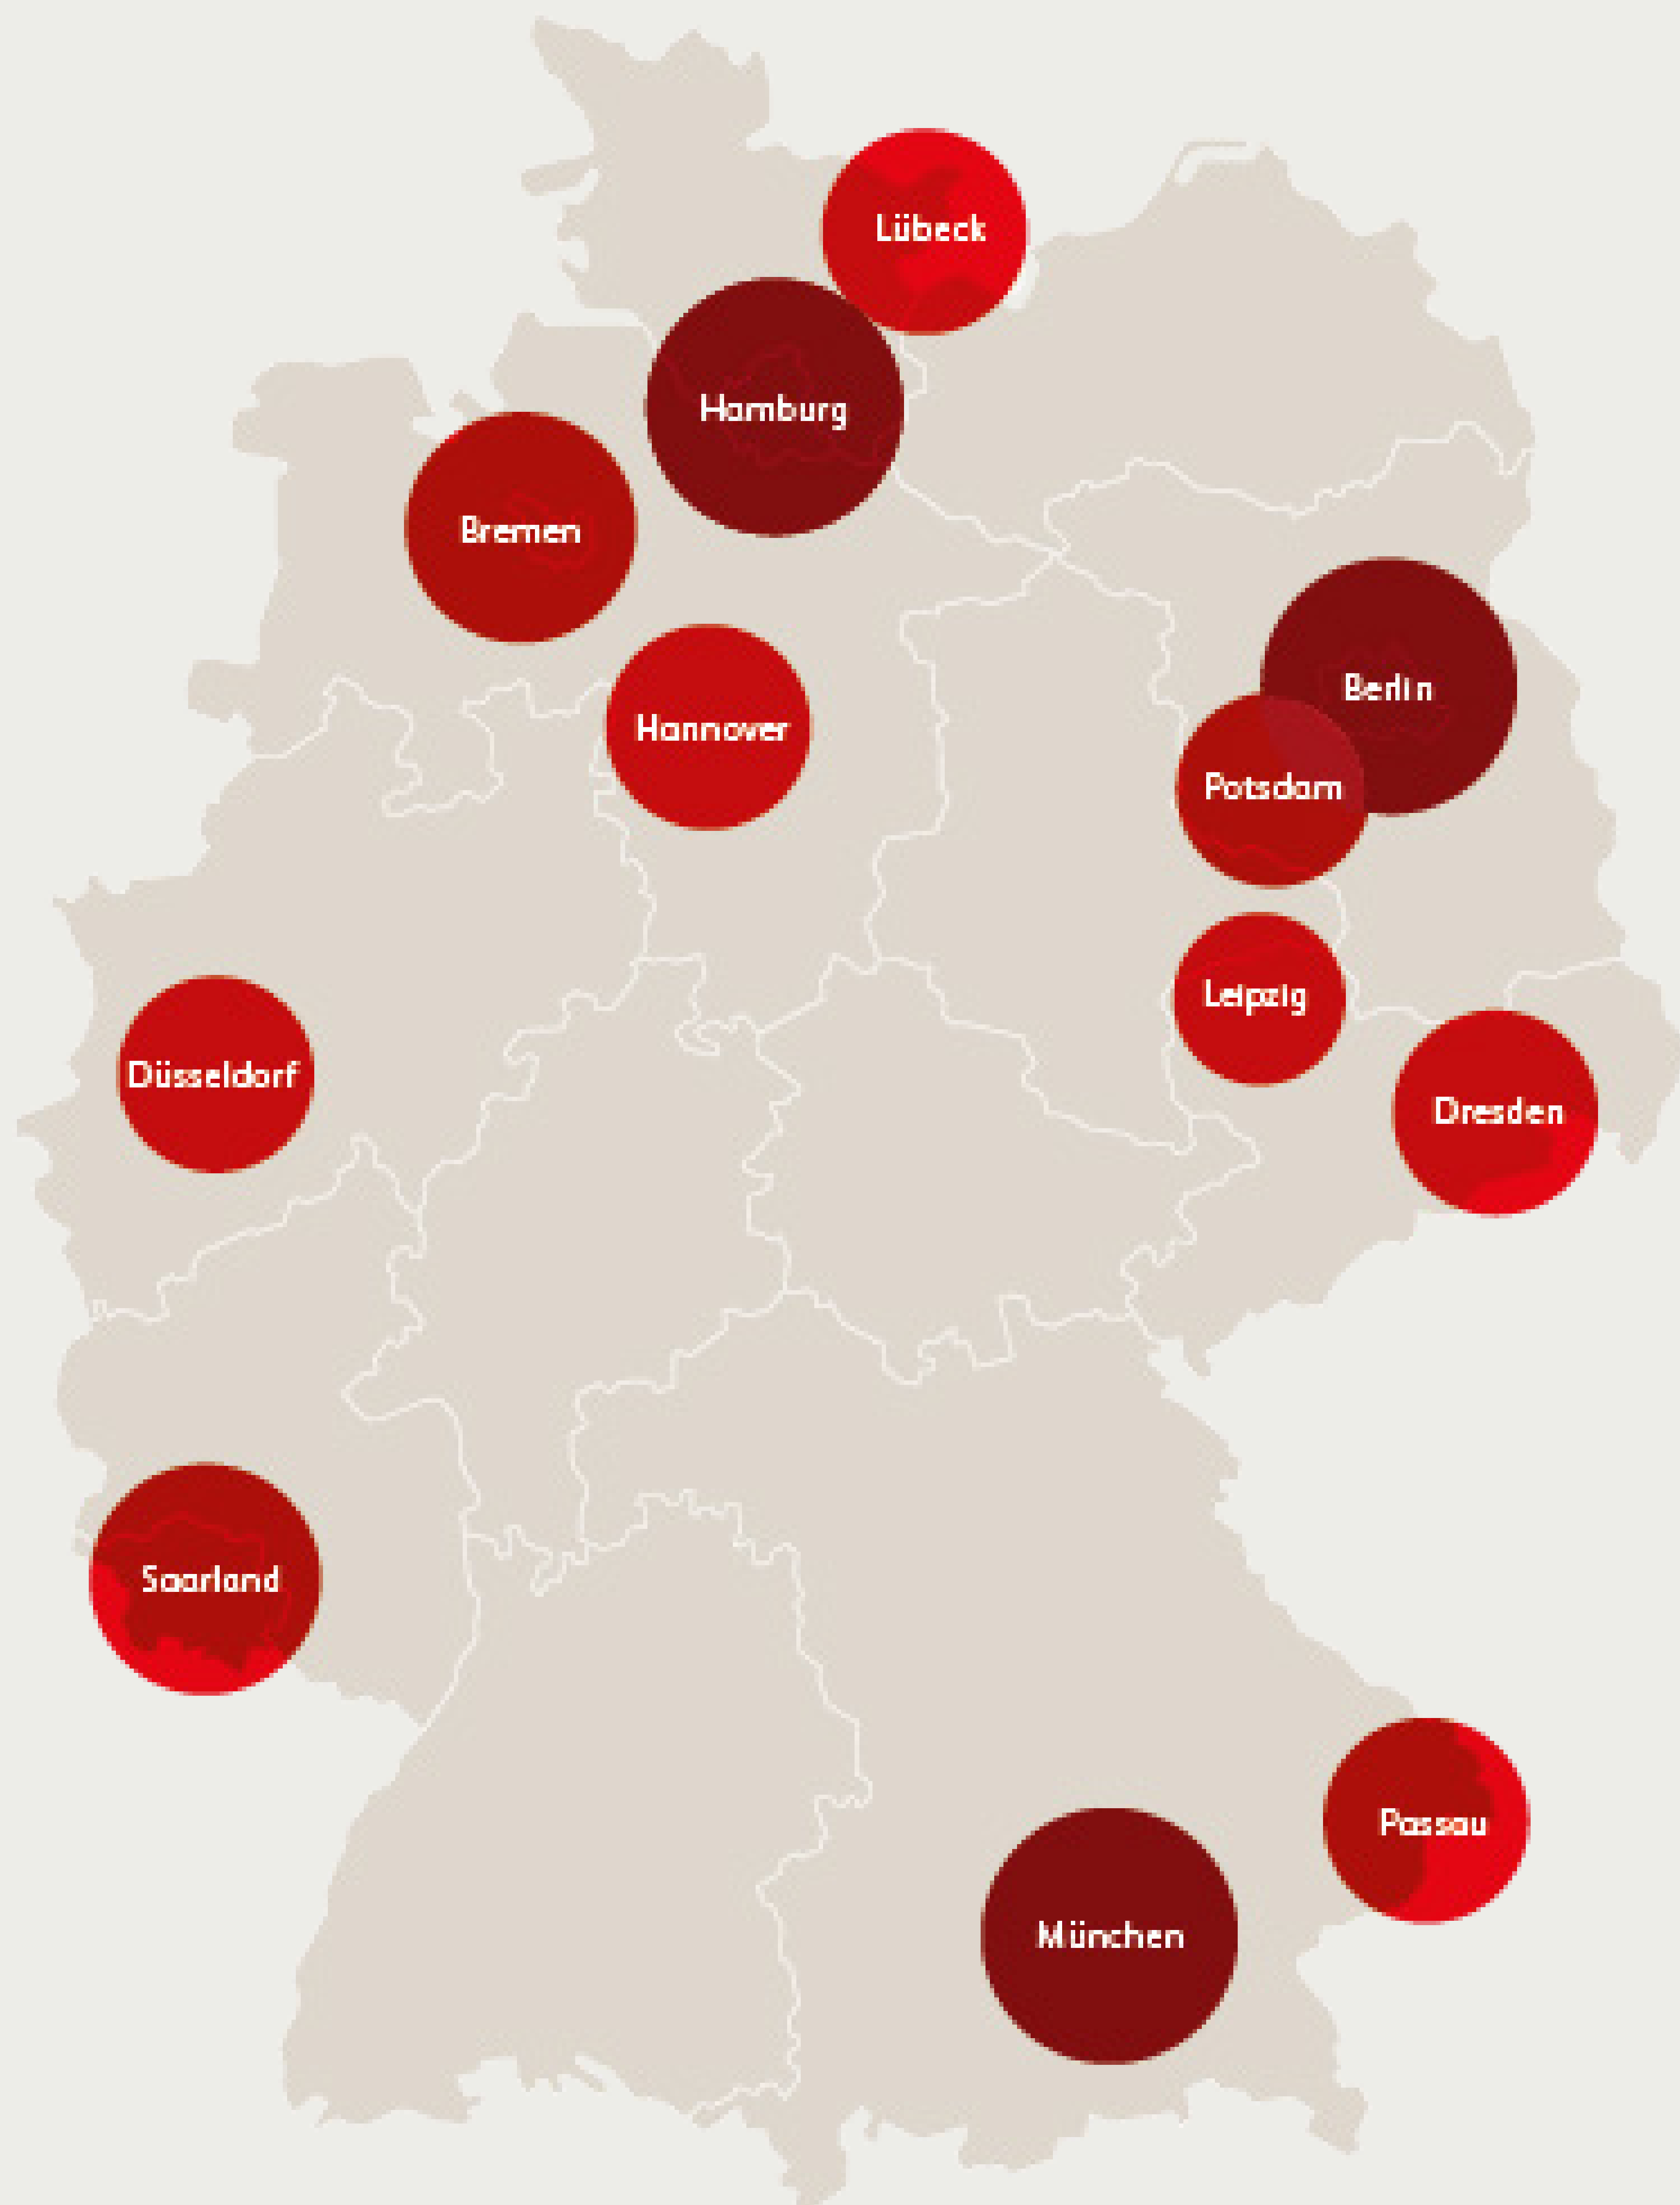 Lübeck
Hamburg
Bremen
Berlin
Hannover
Potsdam
Leipzig
Düsseldorf
Dresden
Saarland
Passau
München